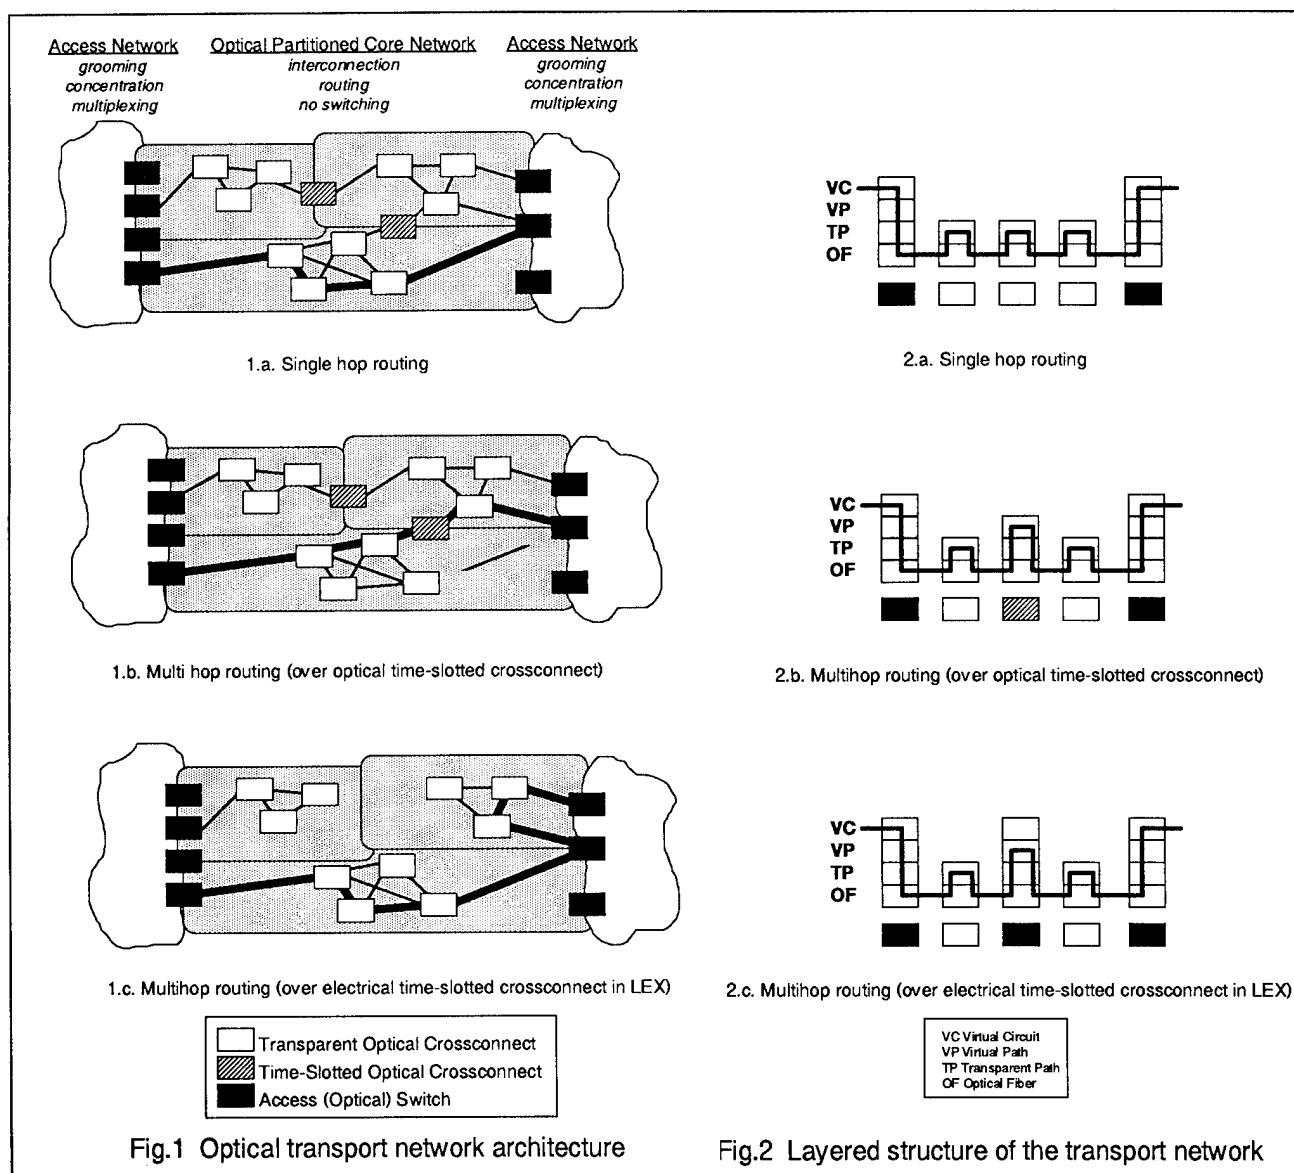 Access Network
grooming
concentration
multiplexing
Optical Partitioned Core Network
interconnection
routing
no switching
Access Network
grooming
concentration
multiplexing
1.a. Single hop routing
VC
VP
TP
OF
2.a. Single hop routing
1.b. Multi hop routing (over optical time-slotted crossconnect)
VC
VP
TP
OF
2.b. Multihop routing (over optical time-slotted crossconnect)
1.c. Multihop routing (over electrical time-slotted crossconnect in LEX)
VC
VP
TP
OF
2.c. Multihop routing (over electrical time-slotted crossconnect in LEX)
Transparent Optical Crossconnect
Time-Slotted Optical Crossconnect
Access (Optical) Switch
VC Virtual Circuit
VP Virtual Path
TP Transparent Path
OF Optical Fiber
Fig.1 Optical transport network architecture
Fig.2 Layered structure of the transport network